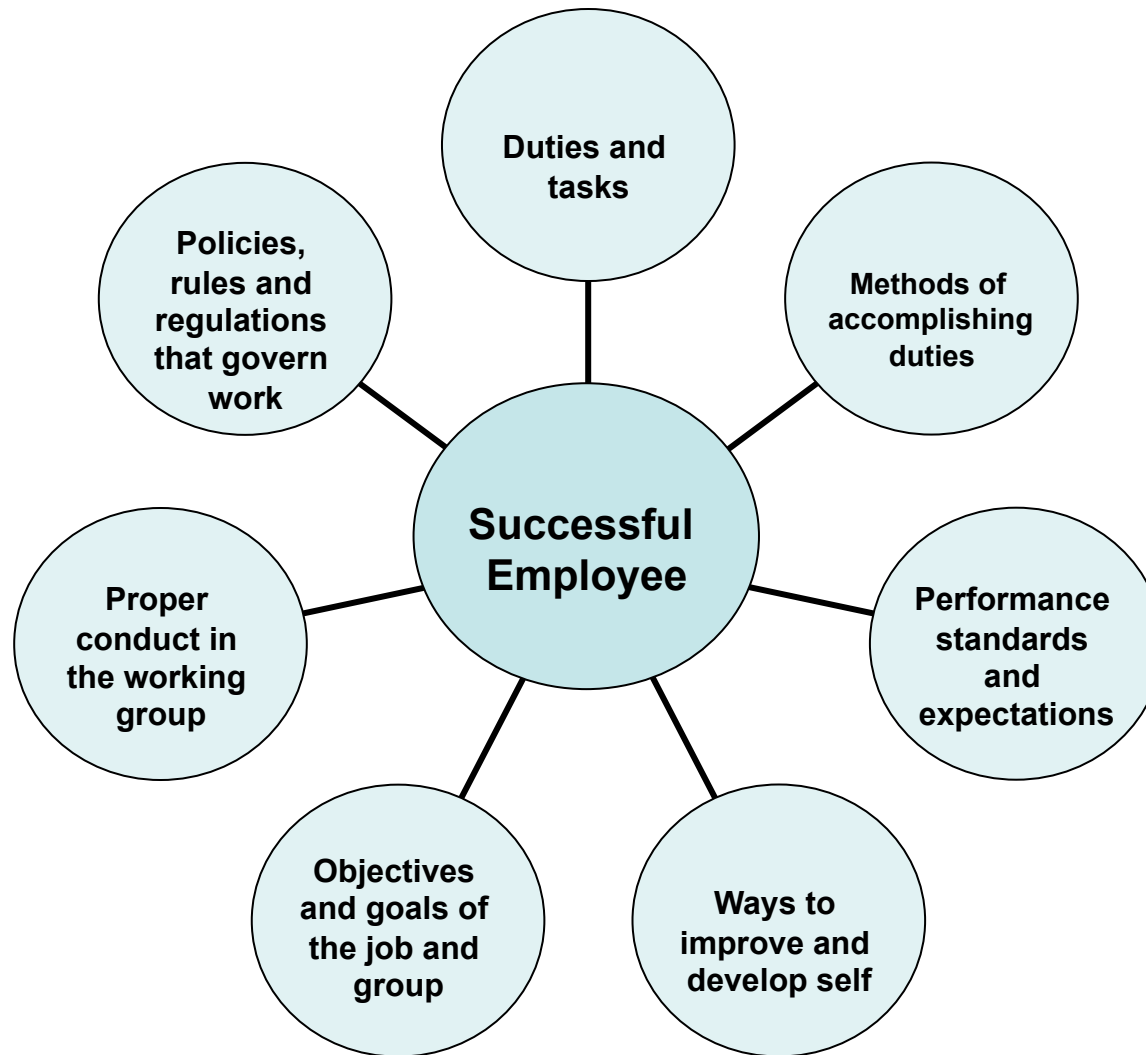 Duties and
tasks
Methods of
accomplishing
duties
Performance
standards
and
expectations
Ways to
improve and
develop self
Objectives
and goals of
the job and
group
Proper
conduct in
the working
group
Policies,
rules and
regulations
that govern
work
Successful
Employee